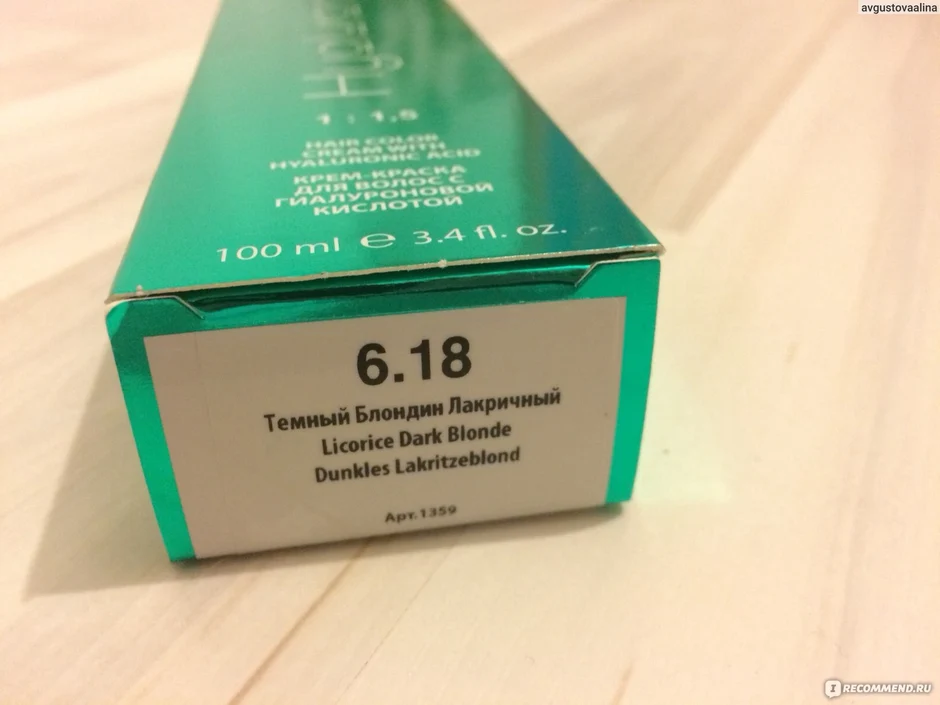 avgustovaalina
1 : 1,5
HAIR COLOR
CREAM WITH
HYALURONIC ACID
КРЕМ-КРАСКА
ДЛЯ ВОЛОС С
ГИАЛУРОНОВОЙ
КИСЛОТОЙ
100 ml ℮ 3.4 fl. oz.
6.18
Темный Блондин Лакричный
Licorice Dark Blonde
Dunkles Lakritzeblond
Арт.1359
IRECOMMEND.RU